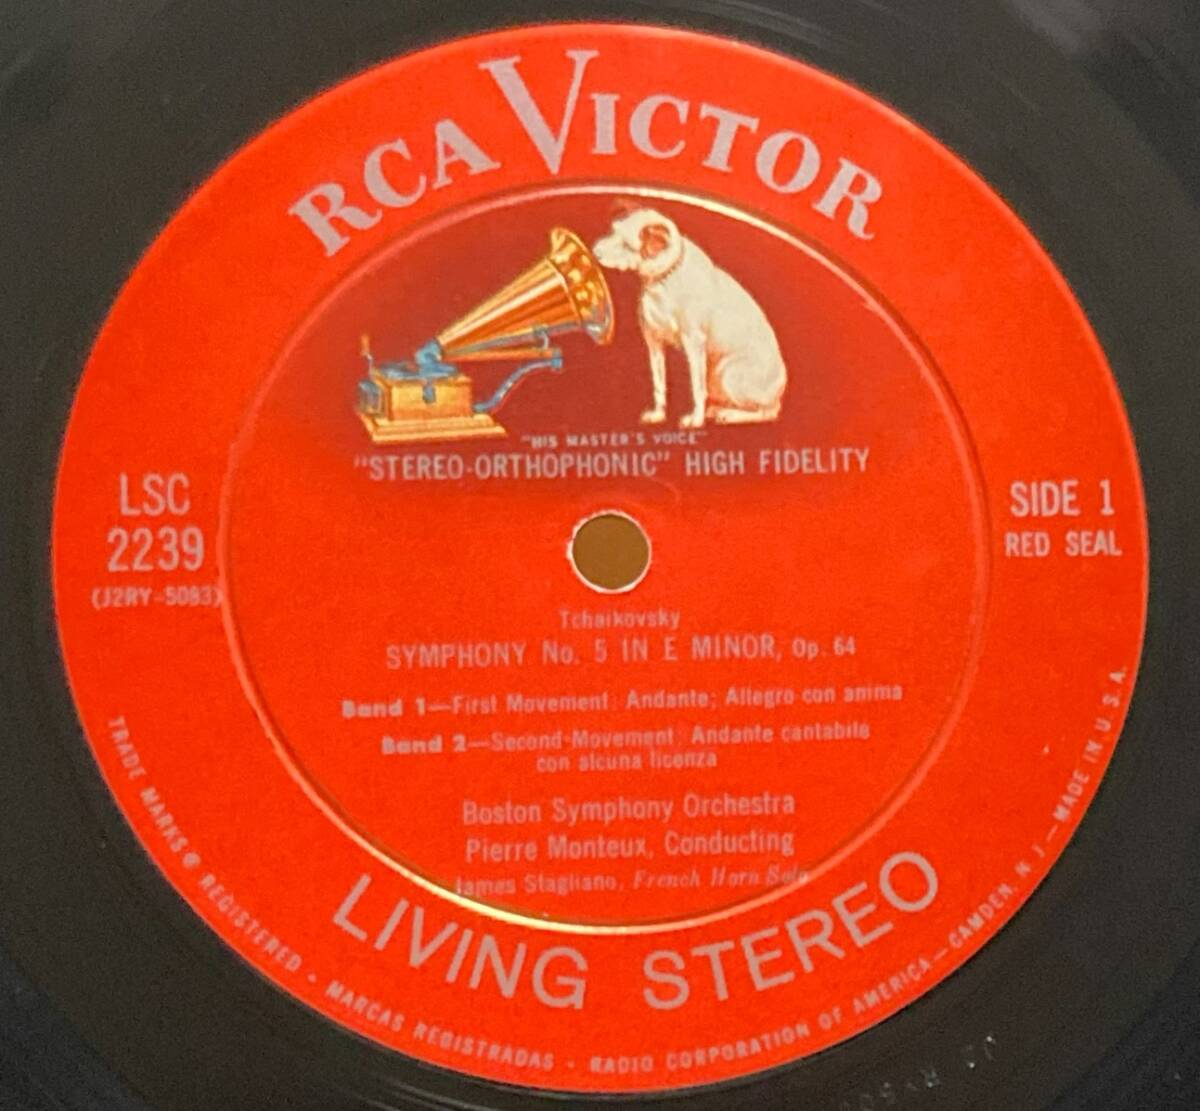 RCA VICTOR
"HIS MASTER'S VOICE"
"STEREO-ORTHOPHONIC" HIGH FIDELITY
LSC
2239
(J2RY-5083)
SIDE 1
RED SEAL
Tchaikovsky
SYMPHONY No. 5 IN E MINOR, Op. 64
Band 1—First Movement: Andante; Allegro con anima
Band 2—Second Movement: Andante cantabile
con alcuna licenza
Boston Symphony Orchestra
Pierre Monteux, Conducting
James Stagliano, French Horn Solo
LIVING STEREO
TRADE MARKS ® REGISTERED • MARCAS REGISTRADAS • RADIO CORPORATION OF AMERICA—CAMDEN, N. J.—MADE IN U.S.A.